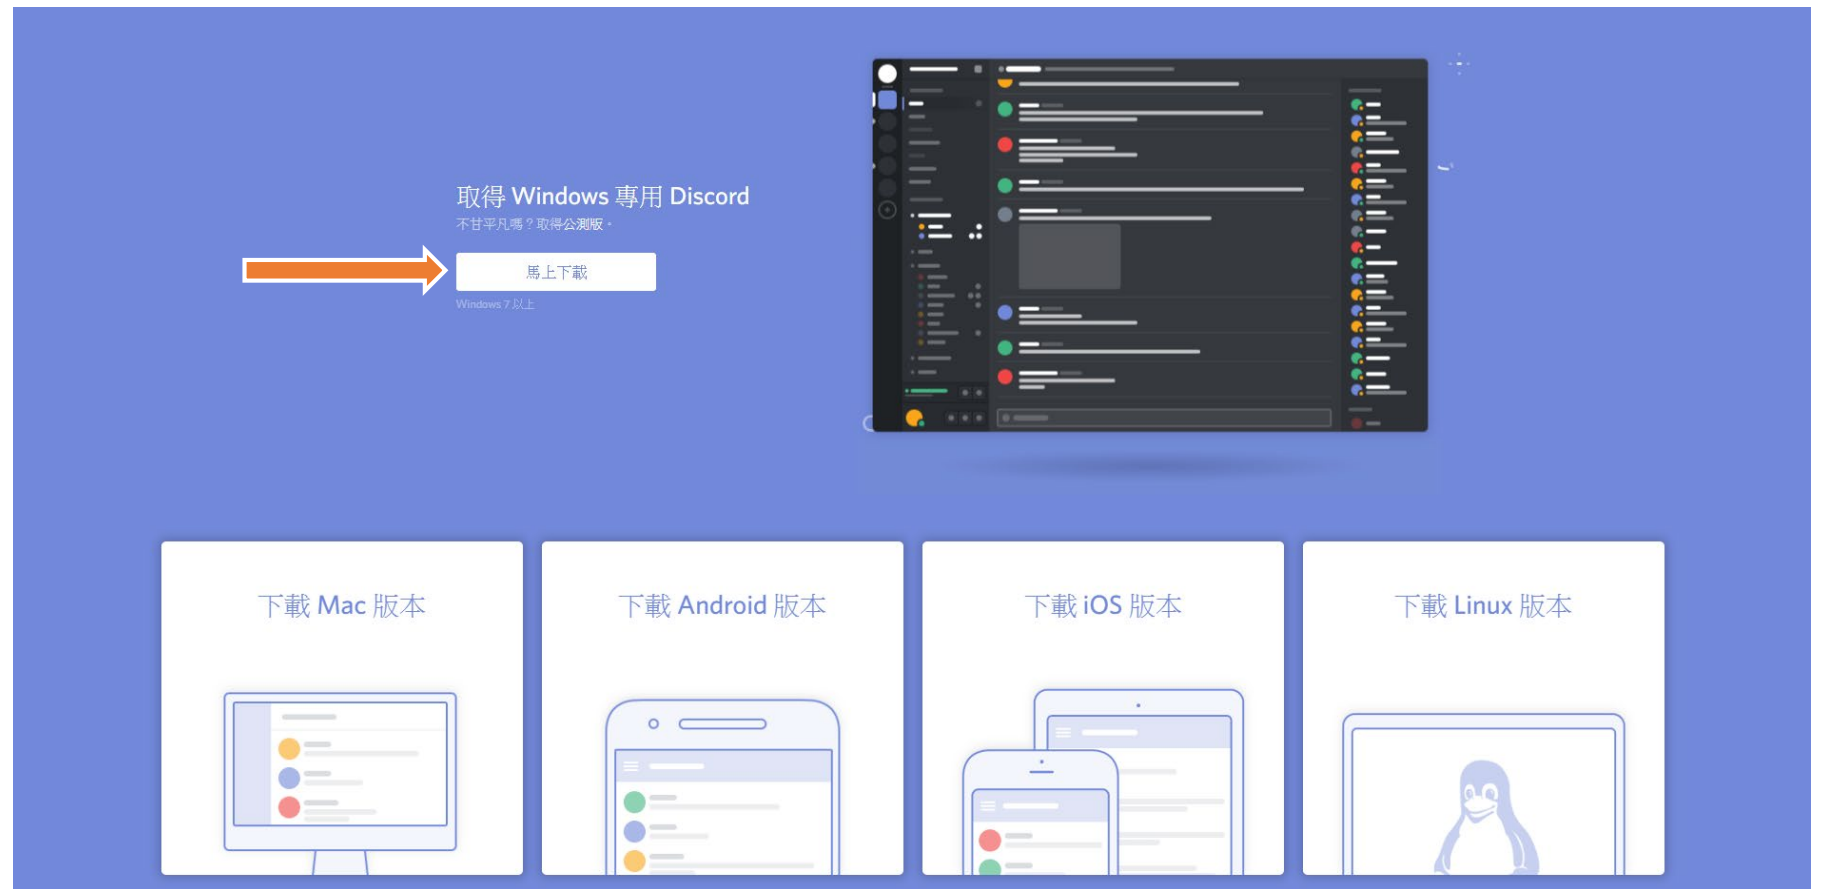 取得 Windows 專用 Discord
不甘平凡嗎？取得公測版。
馬上下載
Windows 7 以上
下載 Mac 版本
下載 Android 版本
下載 iOS 版本
下載 Linux 版本